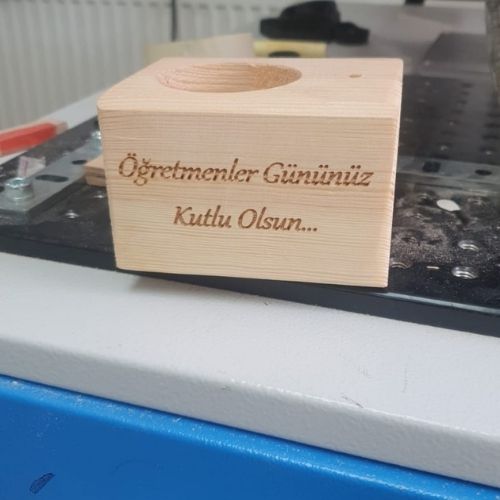 Öğretmenler Gününüz
Kutlu Olsun...